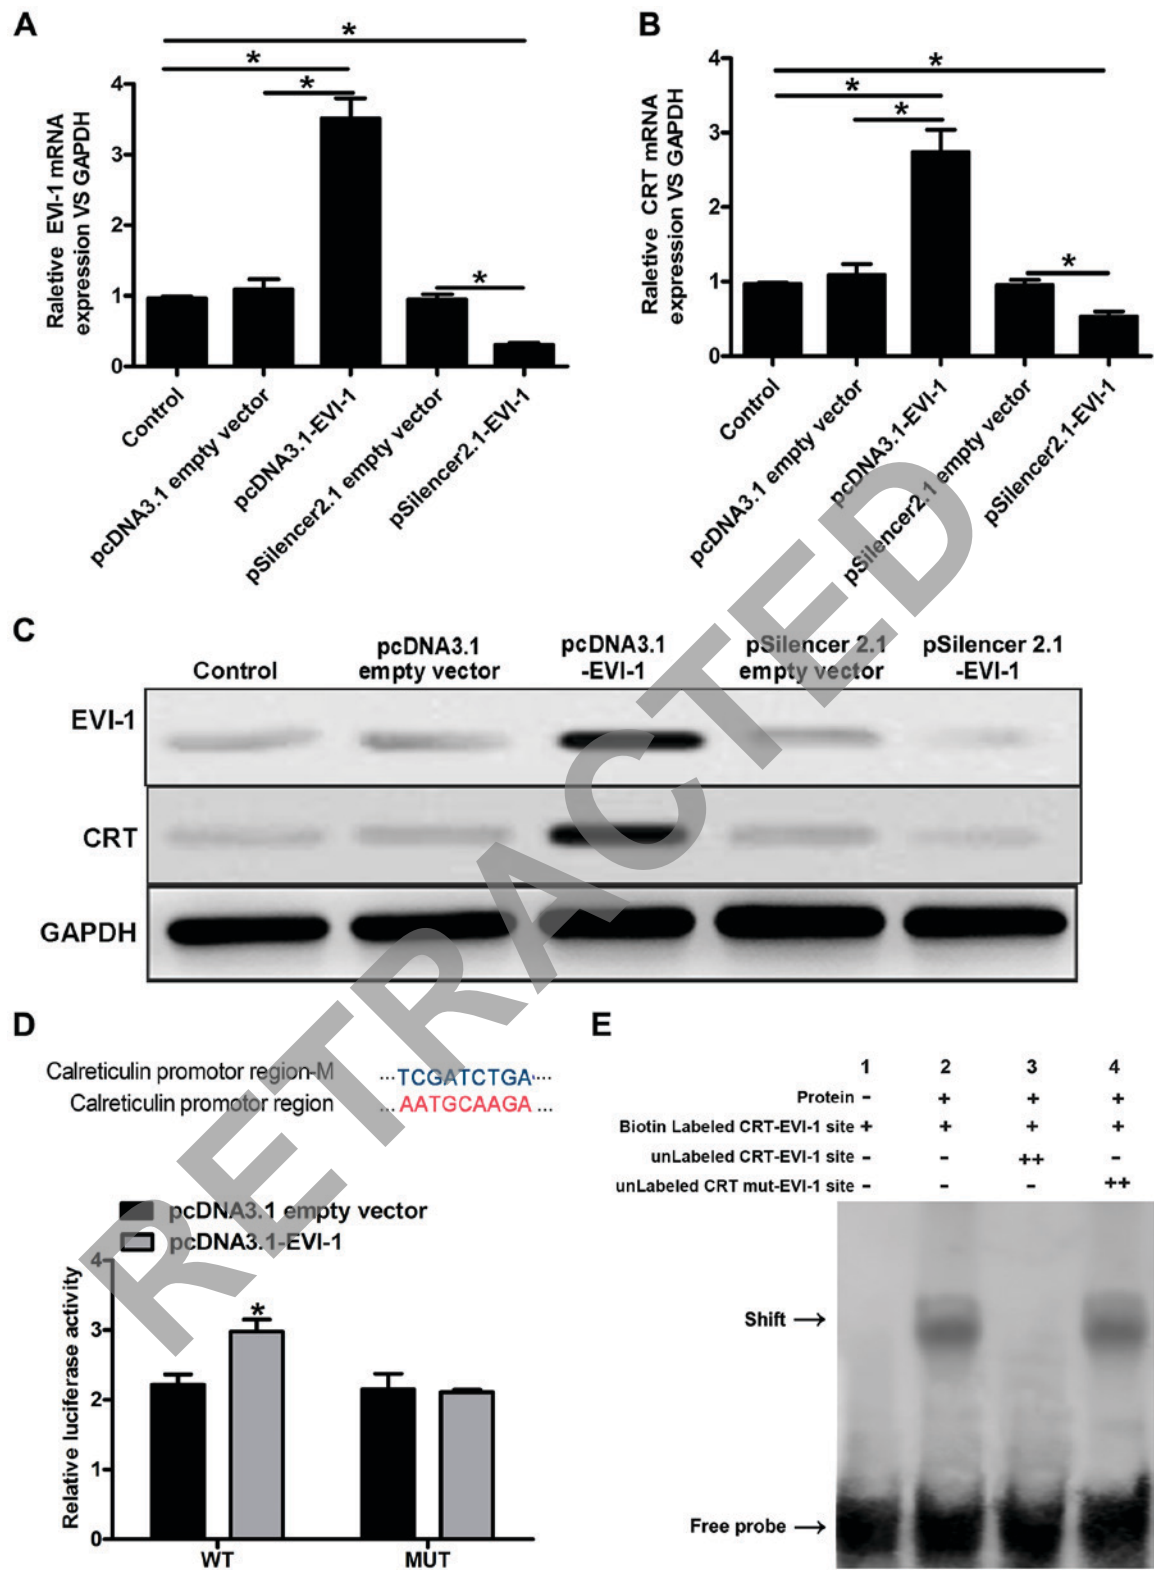 A
*
*
*
*
Raletive EVI-1 mRNA
expression VS GAPDH
4
3
2
1
0
Control
pcDNA3.1 empty vector
pcDNA3.1-EVI-1
pSilencer2.1 empty vector
pSilencer2.1-EVI-1
B
*
*
*
*
Raletive CRT mRNA
expression VS GAPDH
4
3
2
1
0
Control
pcDNA3.1 empty vector
pcDNA3.1-EVI-1
pSilencer2.1 empty vector
pSilencer2.1-EVI-1
C
Control
pcDNA3.1
empty vector
pcDNA3.1
-EVI-1
pSilencer 2.1
empty vector
pSilencer 2.1
-EVI-1
EVI-1
CRT
GAPDH
RETRACTED
D
Calreticulin promotor region-M ...TCGATCTGA...
Calreticulin promotor region ... AATGCAAGA ...
pcDNA3.1 empty vector
pcDNA3.1-EVI-1
Relative luciferase activity
4
3
2
1
0
*
WT
MUT
E
1 2 3 4
Protein - + + +
Biotin Labeled CRT-EVI-1 site + + + +
unLabeled CRT-EVI-1 site - - ++ -
unLabeled CRT mut-EVI-1 site - - - ++
Shift →
Free probe →